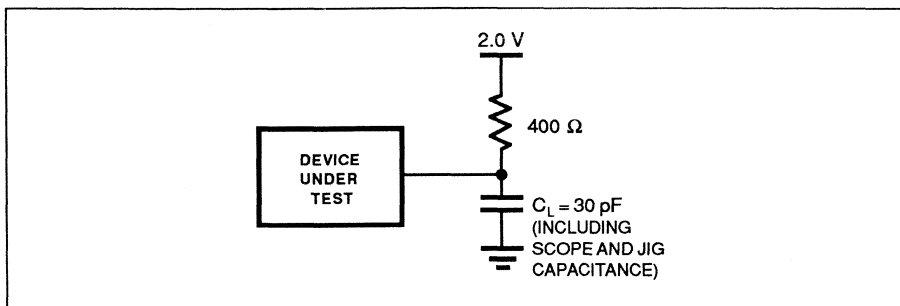 2.0 V
400 Ω
DEVICE
UNDER
TEST
C_L = 30 pF
(INCLUDING
SCOPE AND JIG
CAPACITANCE)